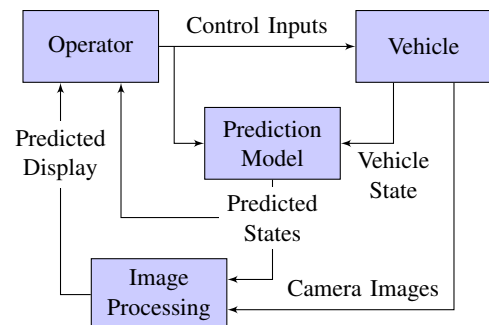 Control Inputs
Operator
Vehicle
Prediction
Model
Predicted
Display
Vehicle
State
Predicted
States
Image
Processing
Camera Images